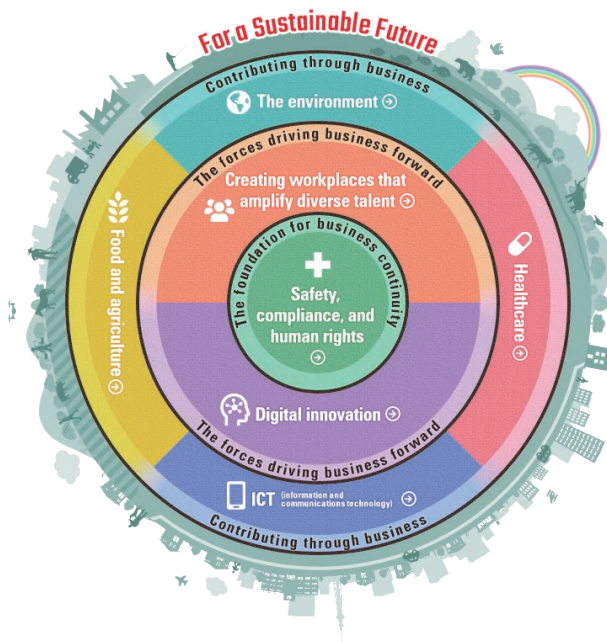 For a Sustainable Future
Contributing through business
The environment
The forces driving business forward
Creating workplaces that
amplify diverse talent
The foundation for business continuity
Safety,
compliance, and
human rights
Food and agriculture
Healthcare
Digital innovation
The forces driving business forward
ICT (information and
communications technology)
Contributing through business